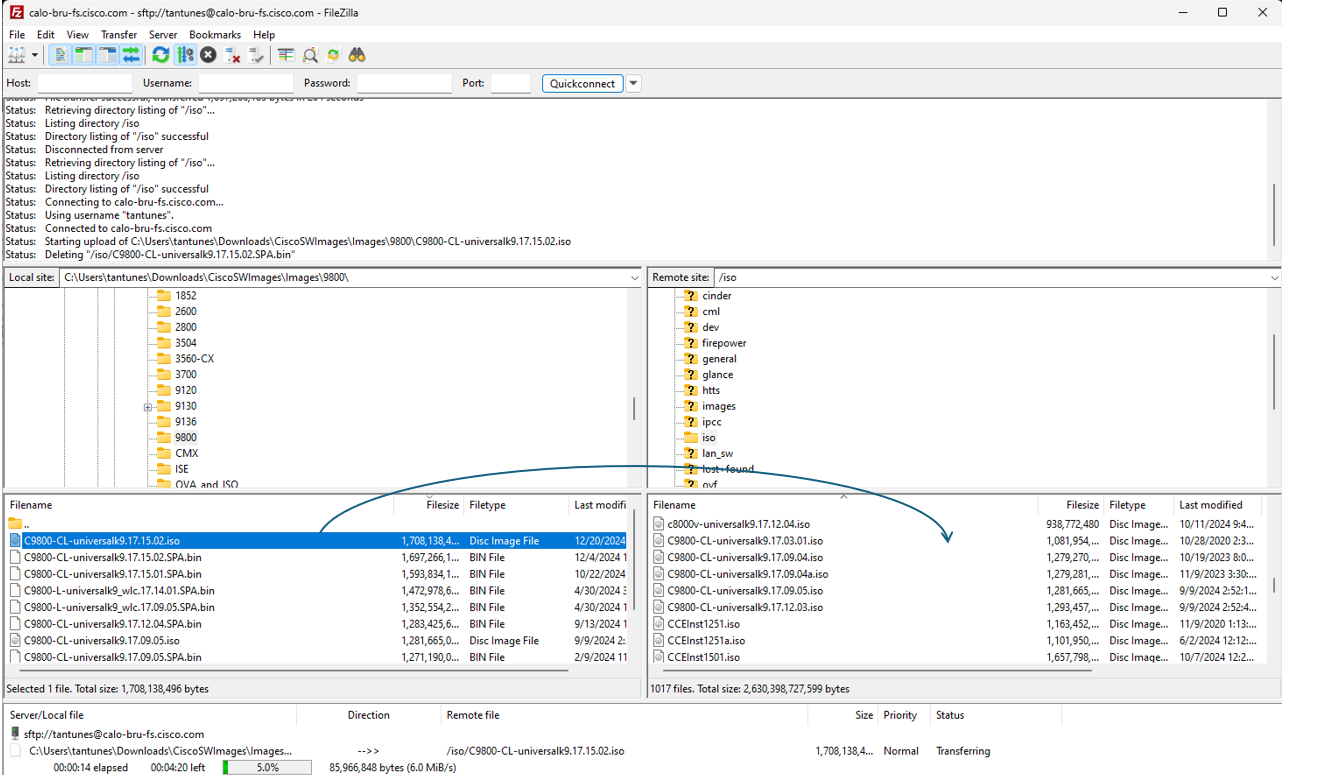 calo-bru-fs.cisco.com - sftp://tantunes@calo-bru-fs.cisco.com - FileZilla
File Edit View Transfer Server Bookmarks Help
Host: Username: Password: Port: Quickconnect
Status: File transfer successful, transferred
Status: Retrieving directory listing of "/iso"...
Status: Listing directory /iso
Status: Directory listing of "/iso" successful
Status: Disconnected from server
Status: Retrieving directory listing of "/iso"...
Status: Listing directory /iso
Status: Directory listing of "/iso" successful
Status: Connecting to calo-bru-fs.cisco.com...
Status: Using username "tantunes".
Status: Connected to calo-bru-fs.cisco.com
Status: Starting upload of C:\Users\tantunes\Downloads\CiscoSWImages\Images\9800\C9800-CL-universalk9.17.15.02.iso
Status: Deleting "/iso/C9800-CL-universalk9.17.15.02.SPA.bin"
Local site: C:\Users\tantunes\Downloads\CiscoSWImages\Images\9800\
1852
2600
2800
3504
3560-CX
3700
9120
9130
9136
9800
CMX
ISE
OVA and ISO
Remote site: /iso
cinder
cml
dev
firepower
general
glance
htts
images
ipcc
iso
lan_sw
lost+found
ovf
Filename Filesize Filetype Last modifi
..
C9800-CL-universalk9.17.15.02.iso 1,708,138,4... Disc Image File 12/20/2024
C9800-CL-universalk9.17.15.02.SPA.bin 1,697,266,1... BIN File 12/4/2024 1
C9800-CL-universalk9.17.15.01.SPA.bin 1,593,834,1... BIN File 10/22/2024
C9800-L-universalk9_wlc.17.14.01.SPA.bin 1,472,978,6... BIN File 4/30/2024 3
C9800-L-universalk9_wlc.17.09.05.SPA.bin 1,352,554,2... BIN File 4/30/2024 1
C9800-CL-universalk9.17.12.04.SPA.bin 1,283,425,6... BIN File 9/13/2024 1
C9800-CL-universalk9.17.09.05.iso 1,281,665,0... Disc Image File 9/9/2024 2:
C9800-CL-universalk9.17.09.05.SPA.bin 1,271,190,0... BIN File 2/9/2024 11
Selected 1 file. Total size: 1,708,138,496 bytes
Filename Filesize Filetype Last modified
c8000v-universalk9.17.12.04.iso 938,772,480 Disc Image... 10/11/2024 9:4...
C9800-CL-universalk9.17.03.01.iso 1,081,954,... Disc Image... 10/28/2020 2:3...
C9800-CL-universalk9.17.09.04.iso 1,279,270,... Disc Image... 10/19/2023 8:0...
C9800-CL-universalk9.17.09.04a.iso 1,279,281,... Disc Image... 11/9/2023 3:30:...
C9800-CL-universalk9.17.09.05.iso 1,281,665,... Disc Image... 9/9/2024 2:52:1...
C9800-CL-universalk9.17.12.03.iso 1,293,457,... Disc Image... 9/9/2024 2:52:4...
CCEInst1251.iso 1,163,452,... Disc Image... 11/9/2020 1:13:...
CCEInst1251a.iso 1,101,950,... Disc Image... 6/2/2024 12:12:...
CCEInst1501.iso 1,657,798,... Disc Image... 10/7/2024 12:2...
1017 files. Total size: 2,630,398,727,599 bytes
Server/Local file Direction Remote file Size Priority Status
sftp://tantunes@calo-bru-fs.cisco.com
C:\Users\tantunes\Downloads\CiscoSWImages\Images... -->> /iso/C9800-CL-universalk9.17.15.02.iso 1,708,138,4... Normal Transferring
00:00:14 elapsed 00:04:20 left 5.0% 85,966,848 bytes (6.0 MiB/s)